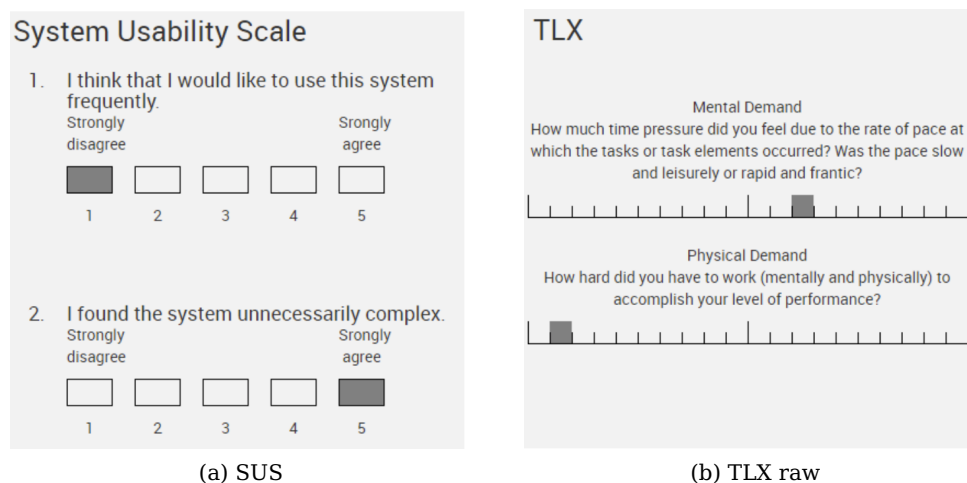 System Usability Scale
1. I think that I would like to use this system
frequently.
Strongly Srongly
disagree agree
1 2 3 4 5
2. I found the system unnecessarily complex.
Strongly Srongly
disagree agree
1 2 3 4 5
(a) SUS
TLX
Mental Demand
How much time pressure did you feel due to the rate of pace at
which the tasks or task elements occurred? Was the pace slow
and leisurely or rapid and frantic?
Physical Demand
How hard did you have to work (mentally and physically) to
accomplish your level of performance?
(b) TLX raw